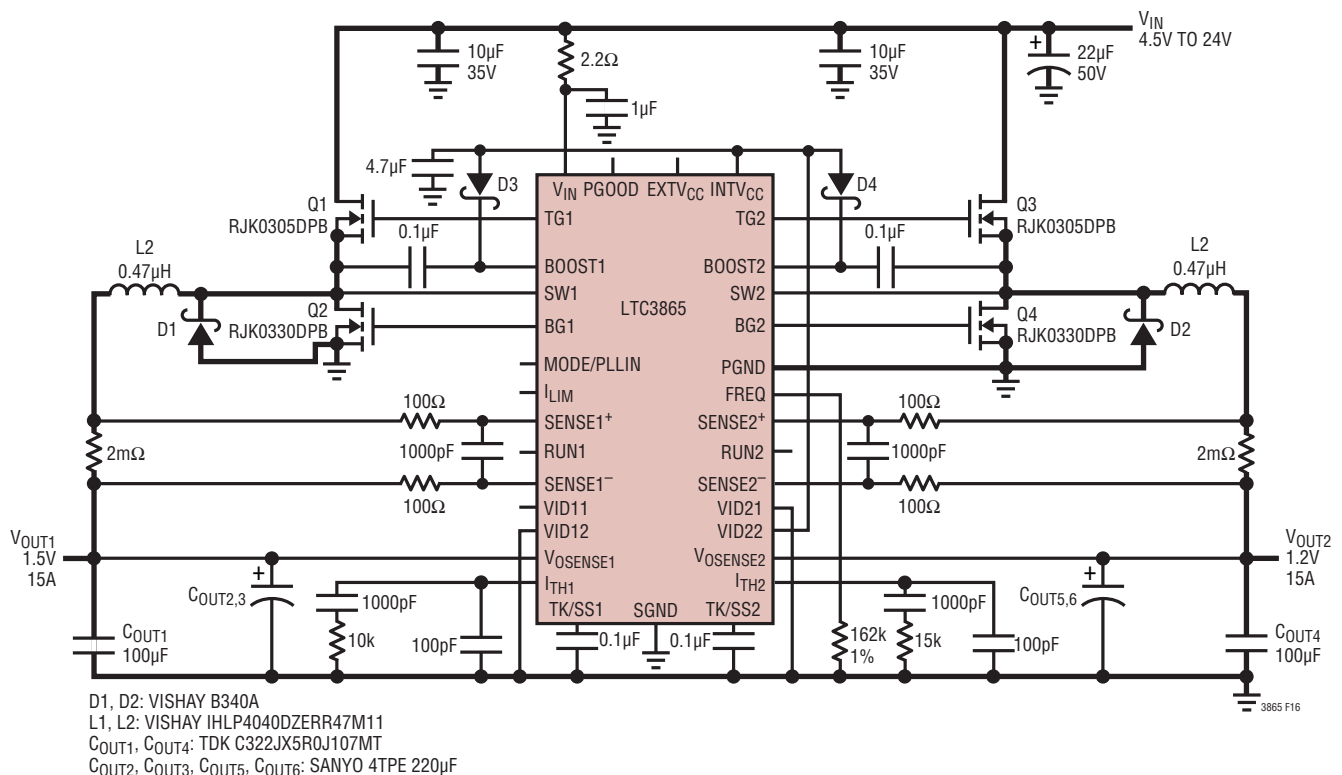 VIN
4.5V TO 24V
10µF
35V
2.2Ω
10µF
35V
22µF
50V
1µF
4.7µF
D3
D4
VIN PGOOD EXTVCC INTVCC
Q1
RJK0305DPB
TG1
TG2
Q3
RJK0305DPB
0.1µF
0.1µF
L2
0.47µH
BOOST1
BOOST2
L2
0.47µH
SW1
LTC3865
SW2
D1
Q2
RJK0330DPB
BG1
BG2
Q4
RJK0330DPB
D2
MODE/PLLIN
PGND
ILIM
FREQ
100Ω
SENSE1+
SENSE2+
100Ω
2mΩ
1000pF
RUN1
RUN2
1000pF
2mΩ
SENSE1–
SENSE2–
100Ω
100Ω
VID11
VID21
VID12
VID22
VOUT1
1.5V
15A
VOSENSE1
VOSENSE2
VOUT2
1.2V
15A
+
COUT2,3
ITH1
ITH2
+
COUT5,6
1000pF
TK/SS1
SGND
TK/SS2
1000pF
COUT1
100µF
10k
100pF
0.1µF
0.1µF
162k
1%
15k
100pF
COUT4
100µF
+
3865 F16
D1, D2: VISHAY B340A
L1, L2: VISHAY IHLP4040DZERR47M11
COUT1, COUT4: TDK C322JX5R0J107MT
COUT2, COUT3, COUT5, COUT6: SANYO 4TPE 220µF